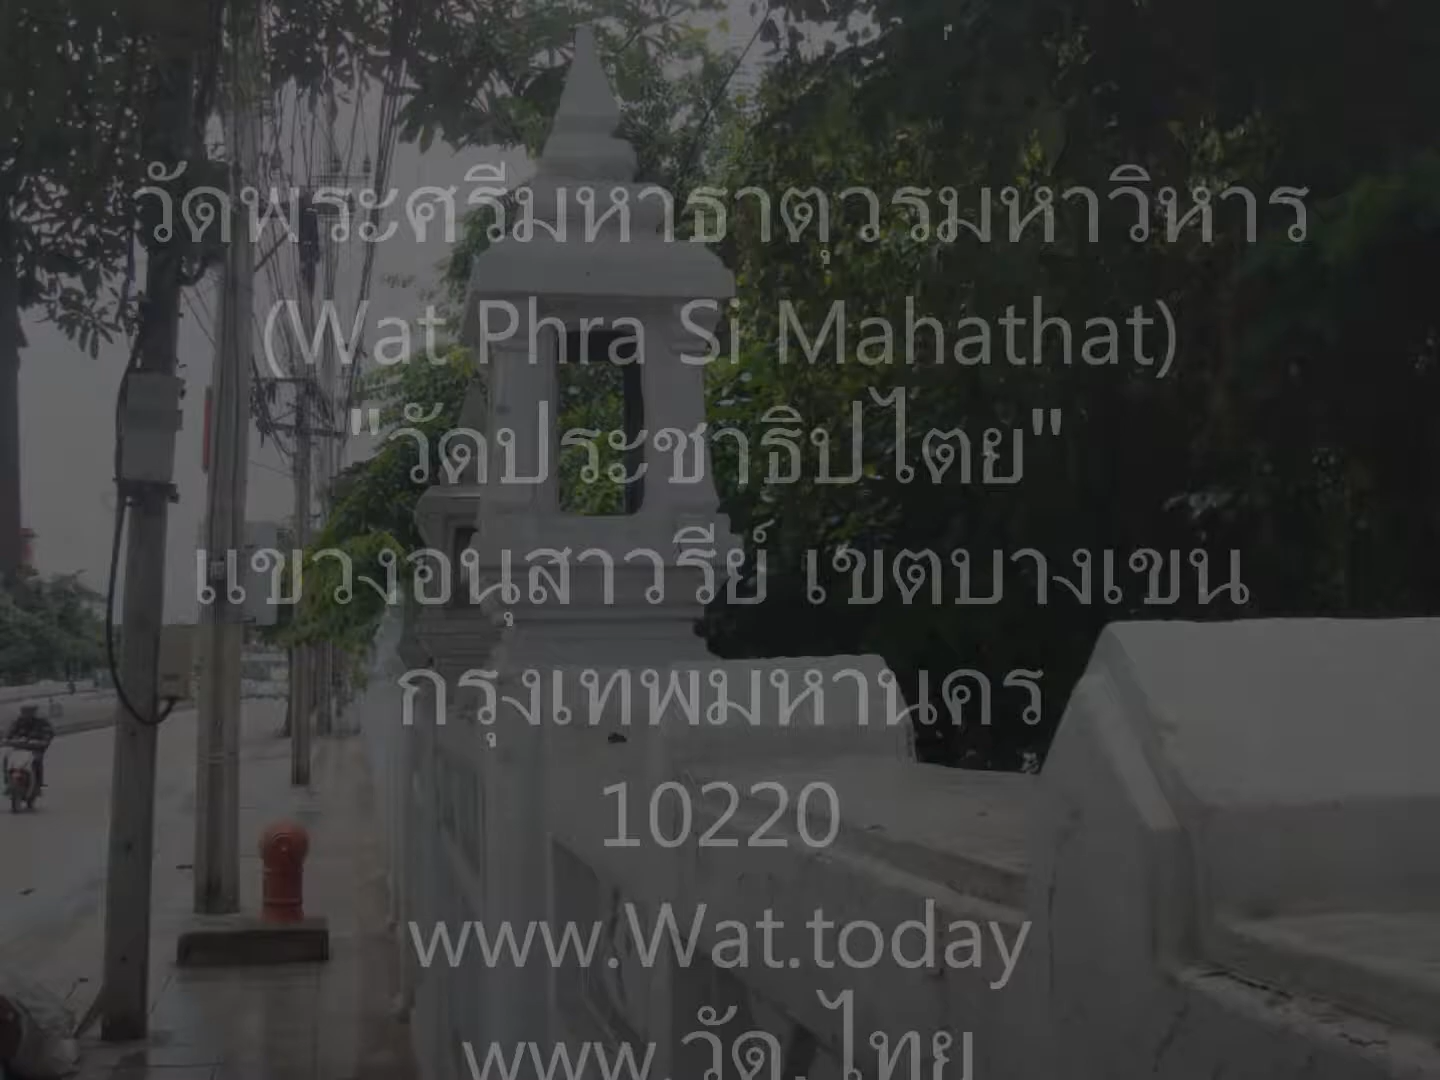 วัดพระศรีมหาธาตุวรมหาวิหาร
(Wat Phra Si Mahathat)
"วัดประชาธิปไตย"
แขวงอนุสาวรีย์ เขตบางเขน
กรุงเทพมหานคร
10220
www.Wat.today
www.วัด.ไทย